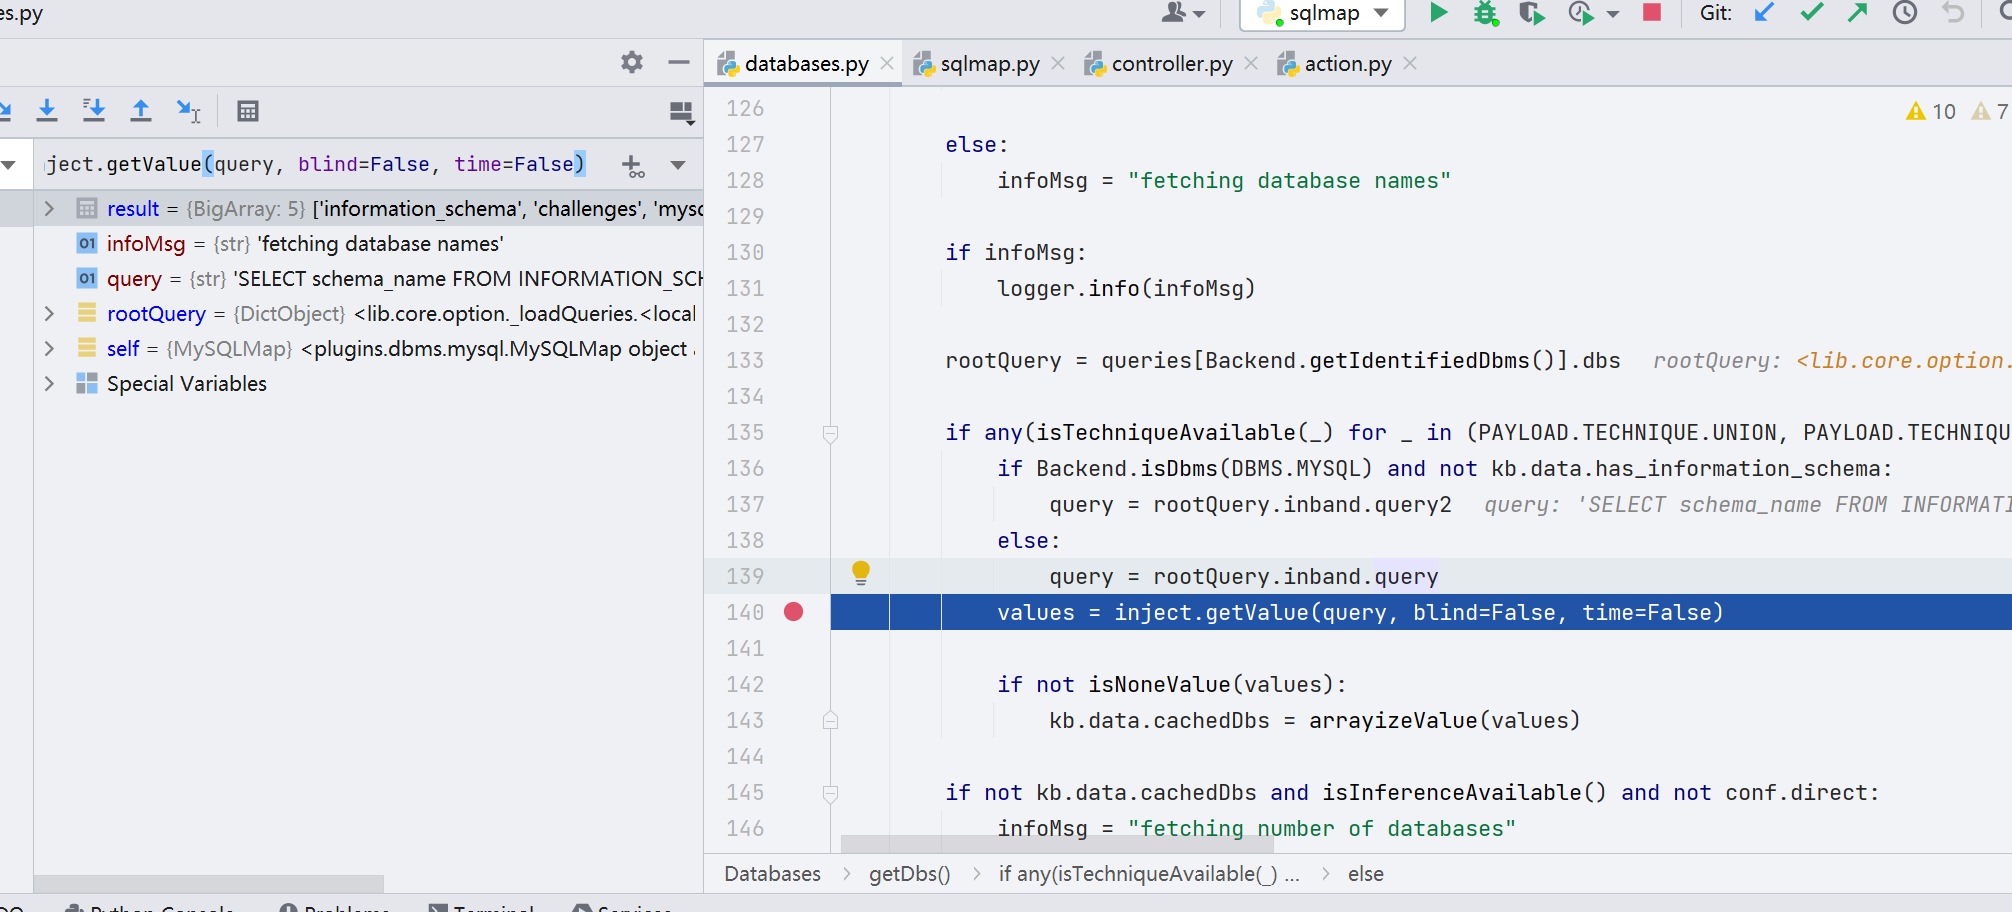 es.py
sqlmap
Git:
databases.py
sqlmap.py
controller.py
action.py
ject.getValue(query, blind=False, time=False)
result = {BigArray: 5} ['information_schema', 'challenges', 'mysc
01 infoMsg = {str} 'fetching database names'
01 query = {str} 'SELECT schema_name FROM INFORMATION_SCH
rootQuery = {DictObject} <lib.core.option._loadQueries.<local
self = {MySQLMap} <plugins.dbms.mysql.MySQLMap object
Special Variables
10 7
126
127 else:
128 infoMsg = "fetching database names"
129
130 if infoMsg:
131 logger.info(infoMsg)
132
133 rootQuery = queries[Backend.getIdentifiedDbms()].dbs rootQuery: <lib.core.option.
134
135 if any(isTechniqueAvailable(_) for _ in (PAYLOAD.TECHNIQUE.UNION, PAYLOAD.TECHNIQU
136 if Backend.isDbms(DBMS.MYSQL) and not kb.data.has_information_schema:
137 query = rootQuery.inband.query2 query: 'SELECT schema_name FROM INFORMATI
138 else:
139 query = rootQuery.inband.query
140 values = inject.getValue(query, blind=False, time=False)
141
142 if not isNoneValue(values):
143 kb.data.cachedDbs = arrayizeValue(values)
144
145 if not kb.data.cachedDbs and isInferenceAvailable() and not conf.direct:
146 infoMsg = "fetching number of databases"
Databases > getDbs() > if any(isTechniqueAvailable(_) ... > else
Python Console
Problems
Terminal
Services